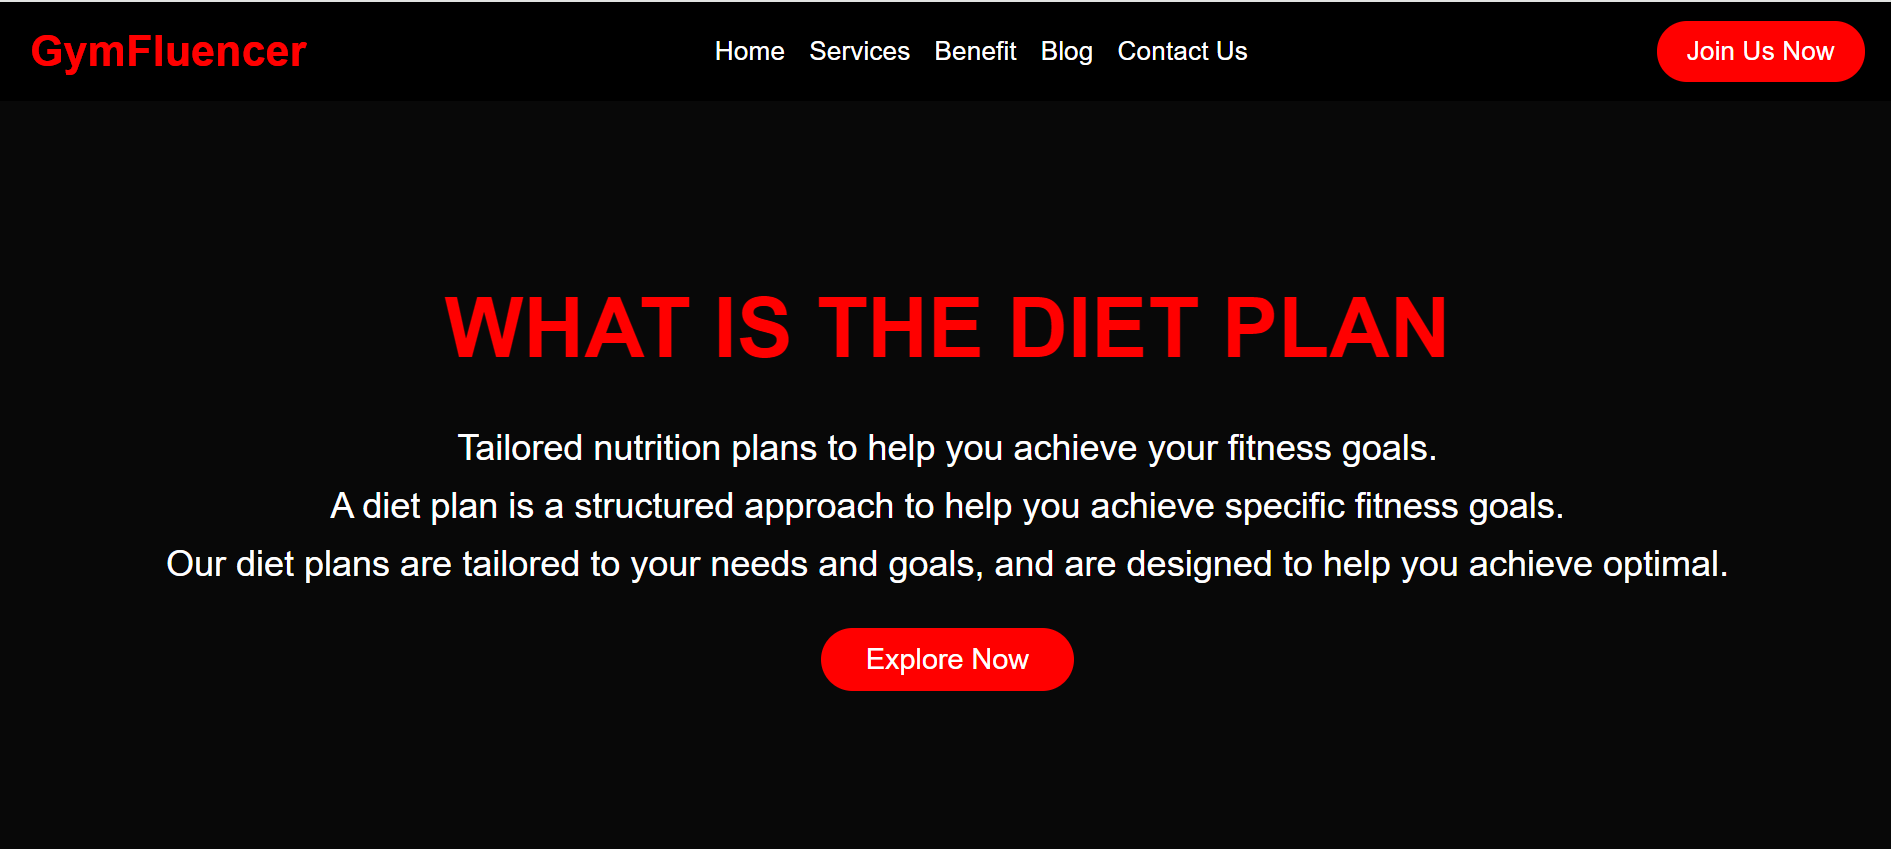 GymFluencer
Home Services Benefit Blog Contact Us
Join Us Now
WHAT IS THE DIET PLAN
Tailored nutrition plans to help you achieve your fitness goals.
A diet plan is a structured approach to help you achieve specific fitness goals.
Our diet plans are tailored to your needs and goals, and are designed to help you achieve optimal.
Explore Now